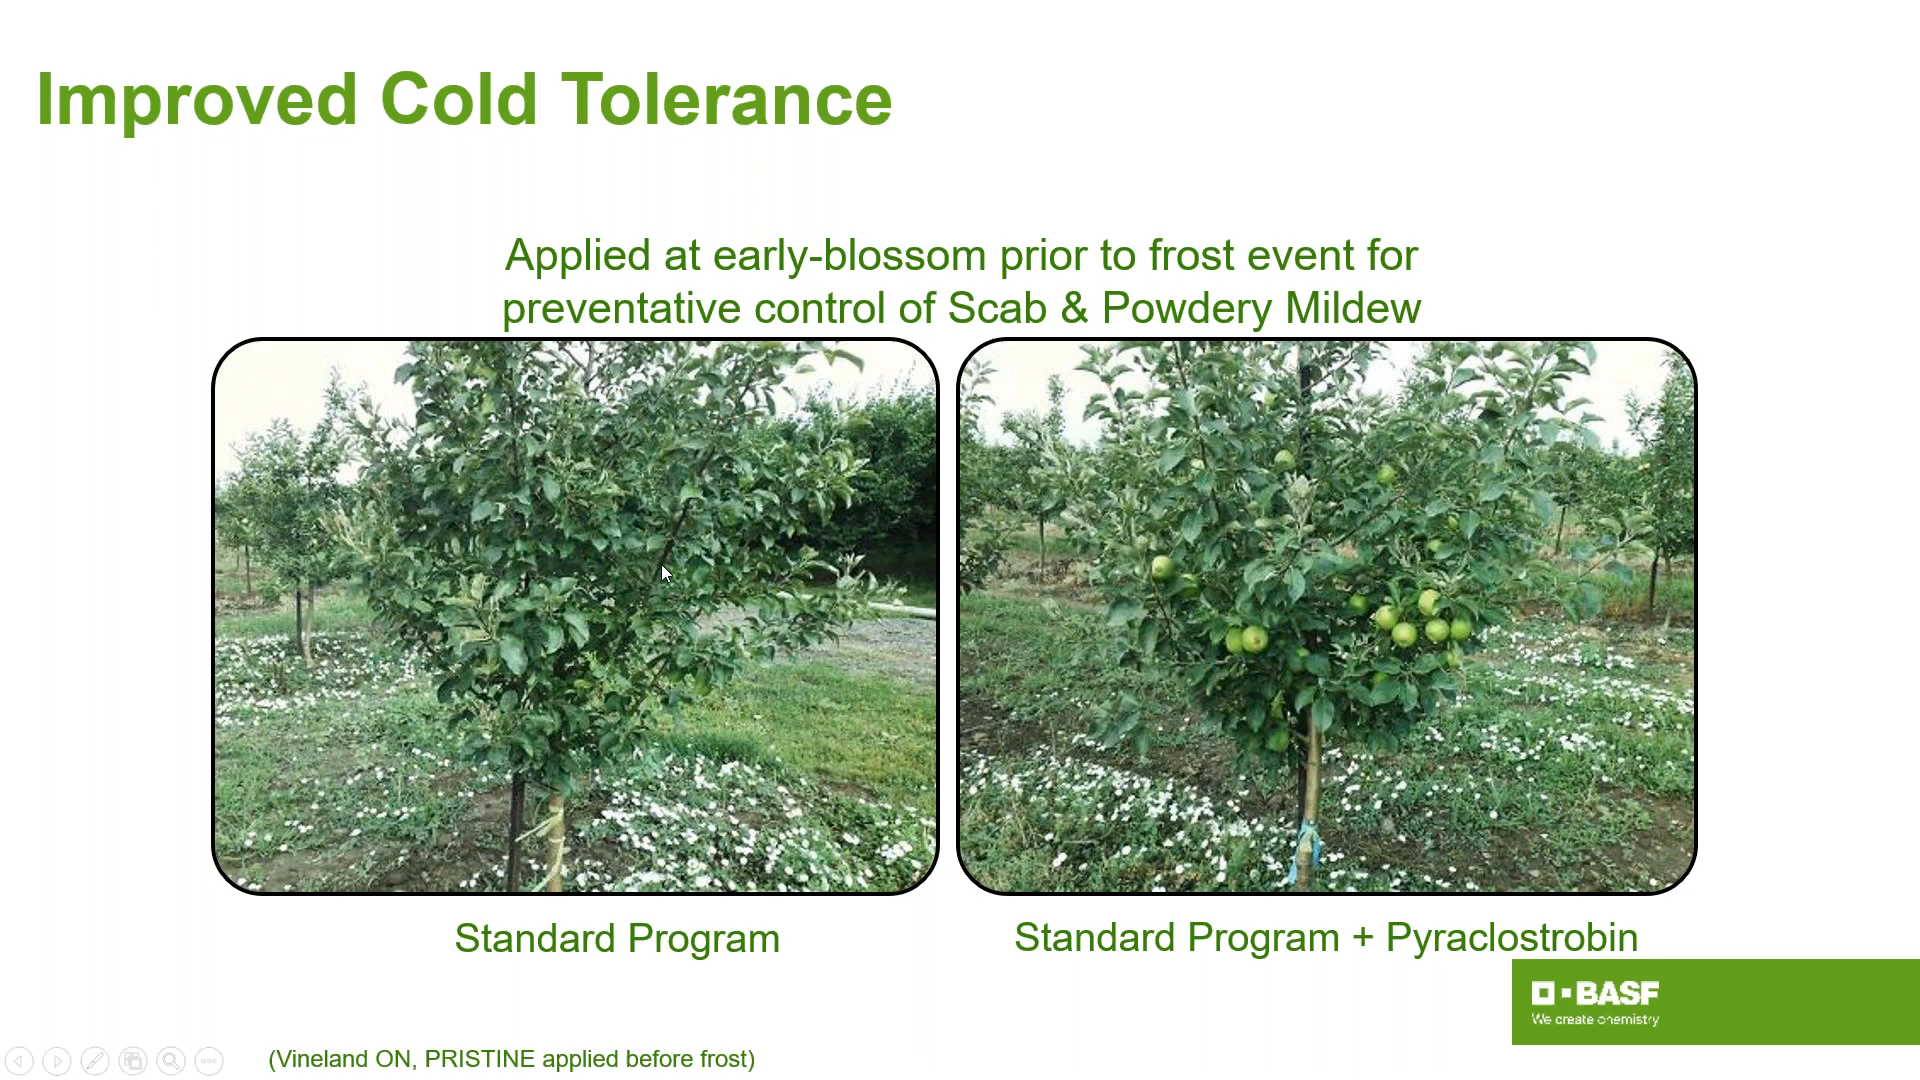 Improved Cold Tolerance
Applied at early-blossom prior to frost event for
preventative control of Scab & Powdery Mildew
Standard Program
Standard Program + Pyraclostrobin
BASF
We create chemistry
(Vineland ON, PRISTINE applied before frost)